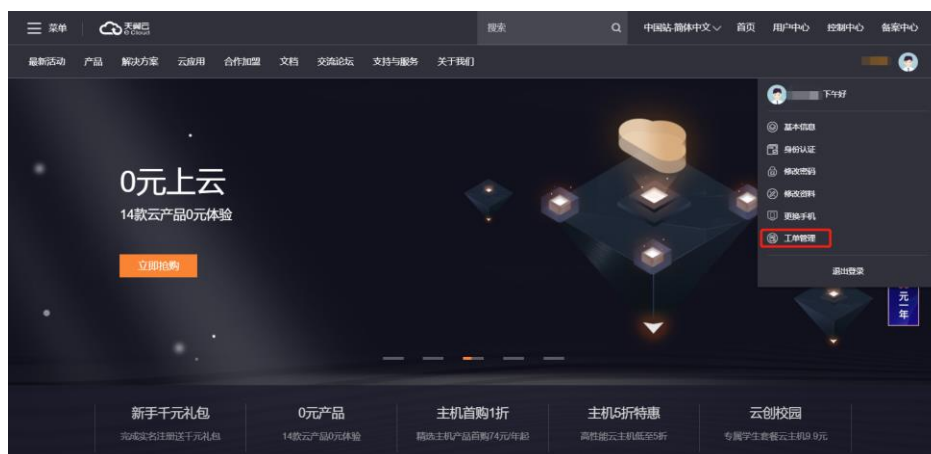 菜单
天翼云
e Cloud
搜索
中国站-简体中文
首页
用户中心
控制中心
备案中心
最新活动
产品
解决方案
云应用
合作加盟
文档
交流论坛
支持与服务
关于我们
下午好
基本信息
身份认证
修改密码
修改资料
更换手机
工单管理
退出登录
0元上云
14款云产品0元体验
立即抢购
元一年
新手千元礼包
0元产品
主机首购1折
主机5折特惠
云创校园
完成实名注册送千元礼包
14款云产品0元体验
精选主机产品首购74元/年起
高性能云主机低至5折
专属学生套餐云主机9.9元